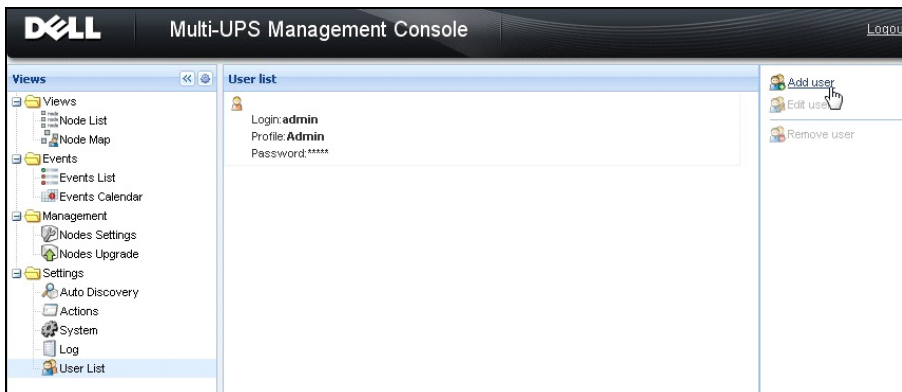 DELL Multi-UPS Management Console
Logou
Views
Views
Node List
Node Map
Events
Events List
Events Calendar
Management
Nodes Settings
Nodes Upgrade
Settings
Auto Discovery
Actions
System
Log
User List
User list
Login:admin
Profile:Admin
Password:*****
Add user
Edit use
Remove user